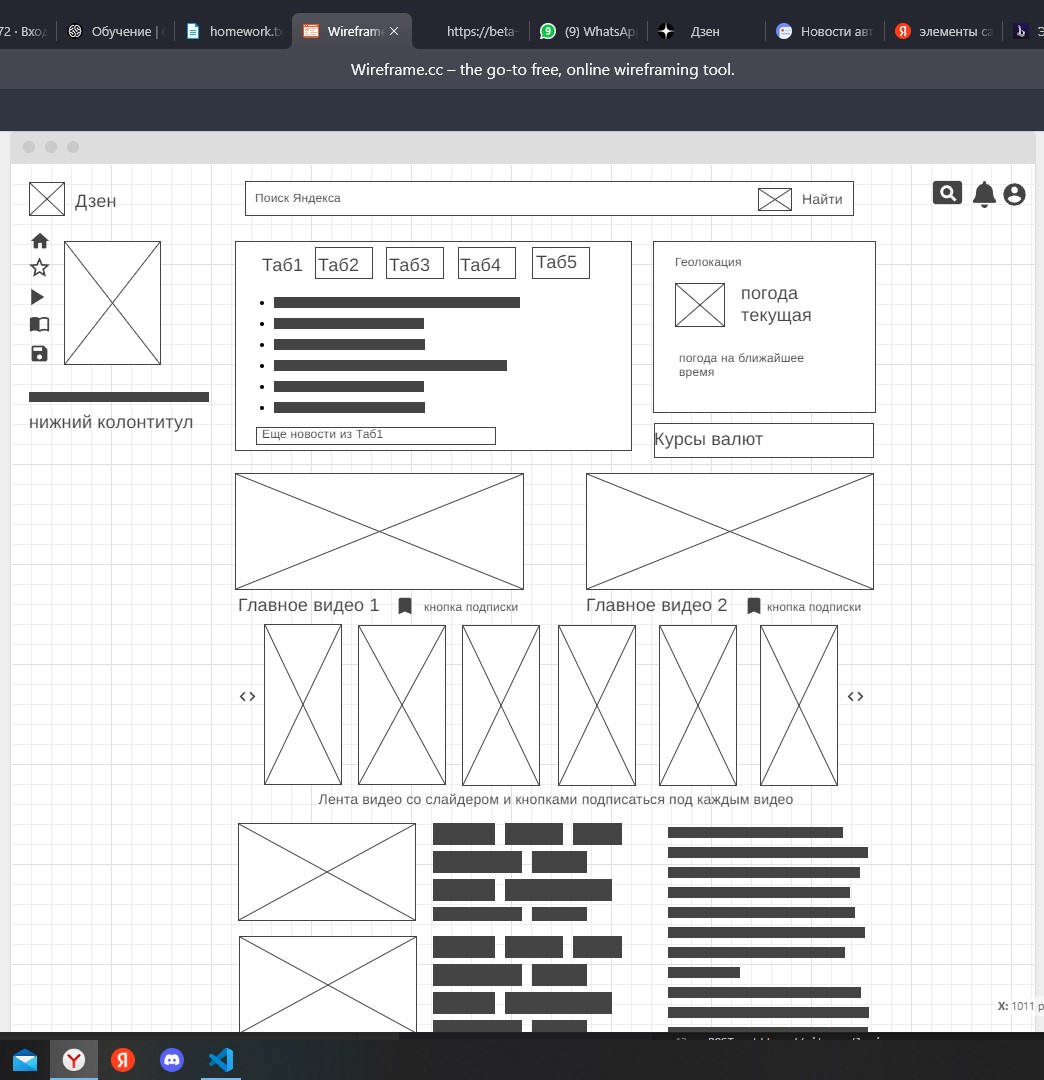 72 · Вход
Обучение |
homework.tx
Wirefram
https://beta-
(9) WhatsAp
Дзен
Новости авт
элементы са
Wireframe.cc – the go-to free, online wireframing tool.
Дзен
Поиск Яндекса
Найти
Таб1 Таб2 Таб3 Таб4 Таб5
Еще новости из Таб1
Геолокация
погода
текущая
погода на ближайшее
время
Курсы валют
нижний колонтитул
Главное видео 1
кнопка подписки
Главное видео 2
кнопка подписки
Лента видео со слайдером и кнопками подписаться под каждым видео
X: 1011 p